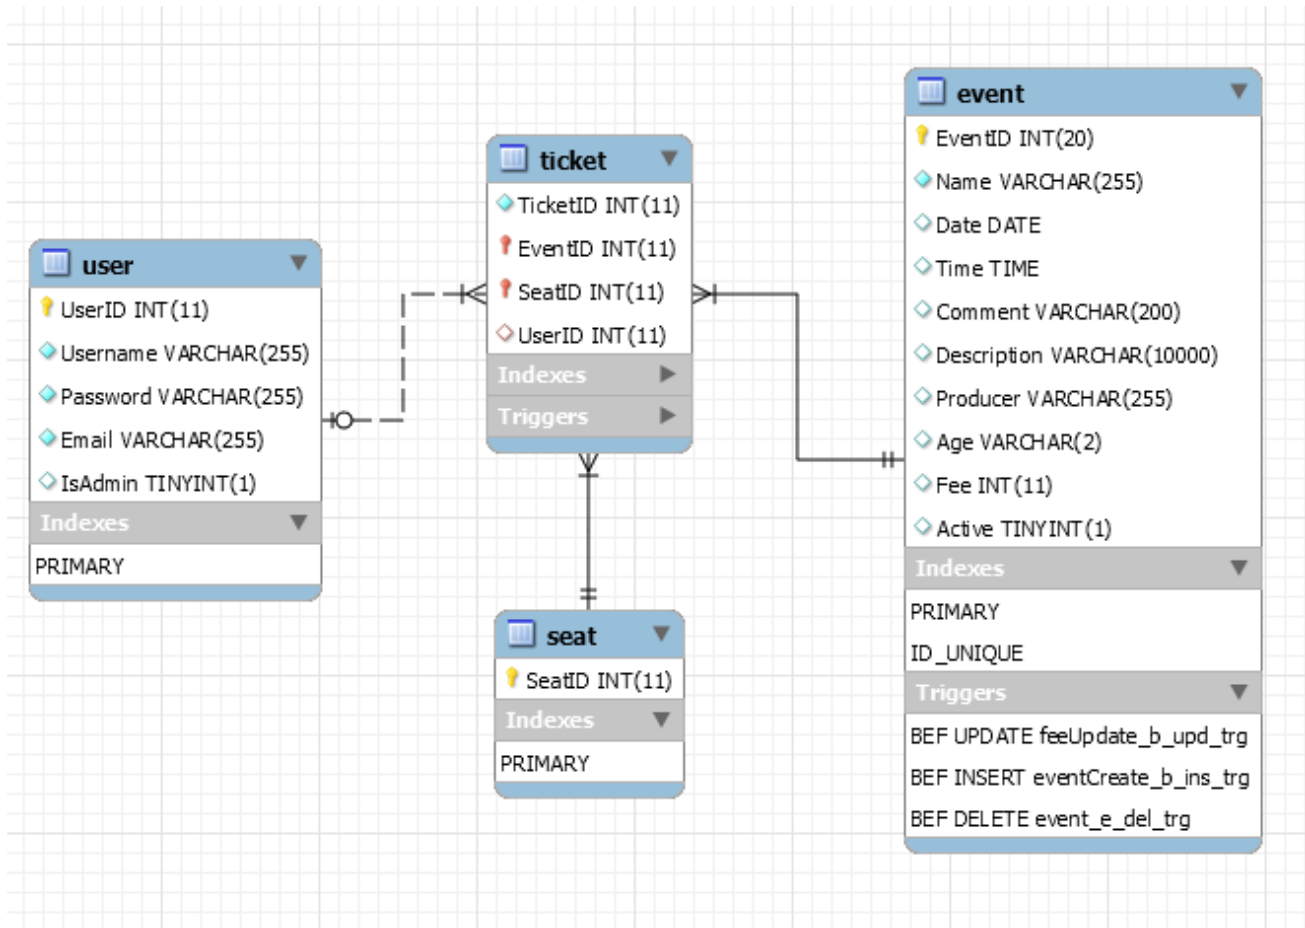 user
UserID INT(11)
Username VARCHAR(255)
Password VARCHAR(255)
Email VARCHAR(255)
IsAdmin TINYINT(1)
Indexes
PRIMARY
ticket
TicketID INT(11)
EventID INT(11)
SeatID INT(11)
UserID INT(11)
Indexes
Triggers
seat
SeatID INT(11)
Indexes
PRIMARY
event
EventID INT(20)
Name VARCHAR(255)
Date DATE
Time TIME
Comment VARCHAR(200)
Description VARCHAR(10000)
Producer VARCHAR(255)
Age VARCHAR(2)
Fee INT(11)
Active TINYINT(1)
Indexes
PRIMARY
ID_UNIQUE
Triggers
BEF UPDATE feeUpdate_b_upd_trg
BEF INSERT eventCreate_b_ins_trg
BEF DELETE event_e_del_trg